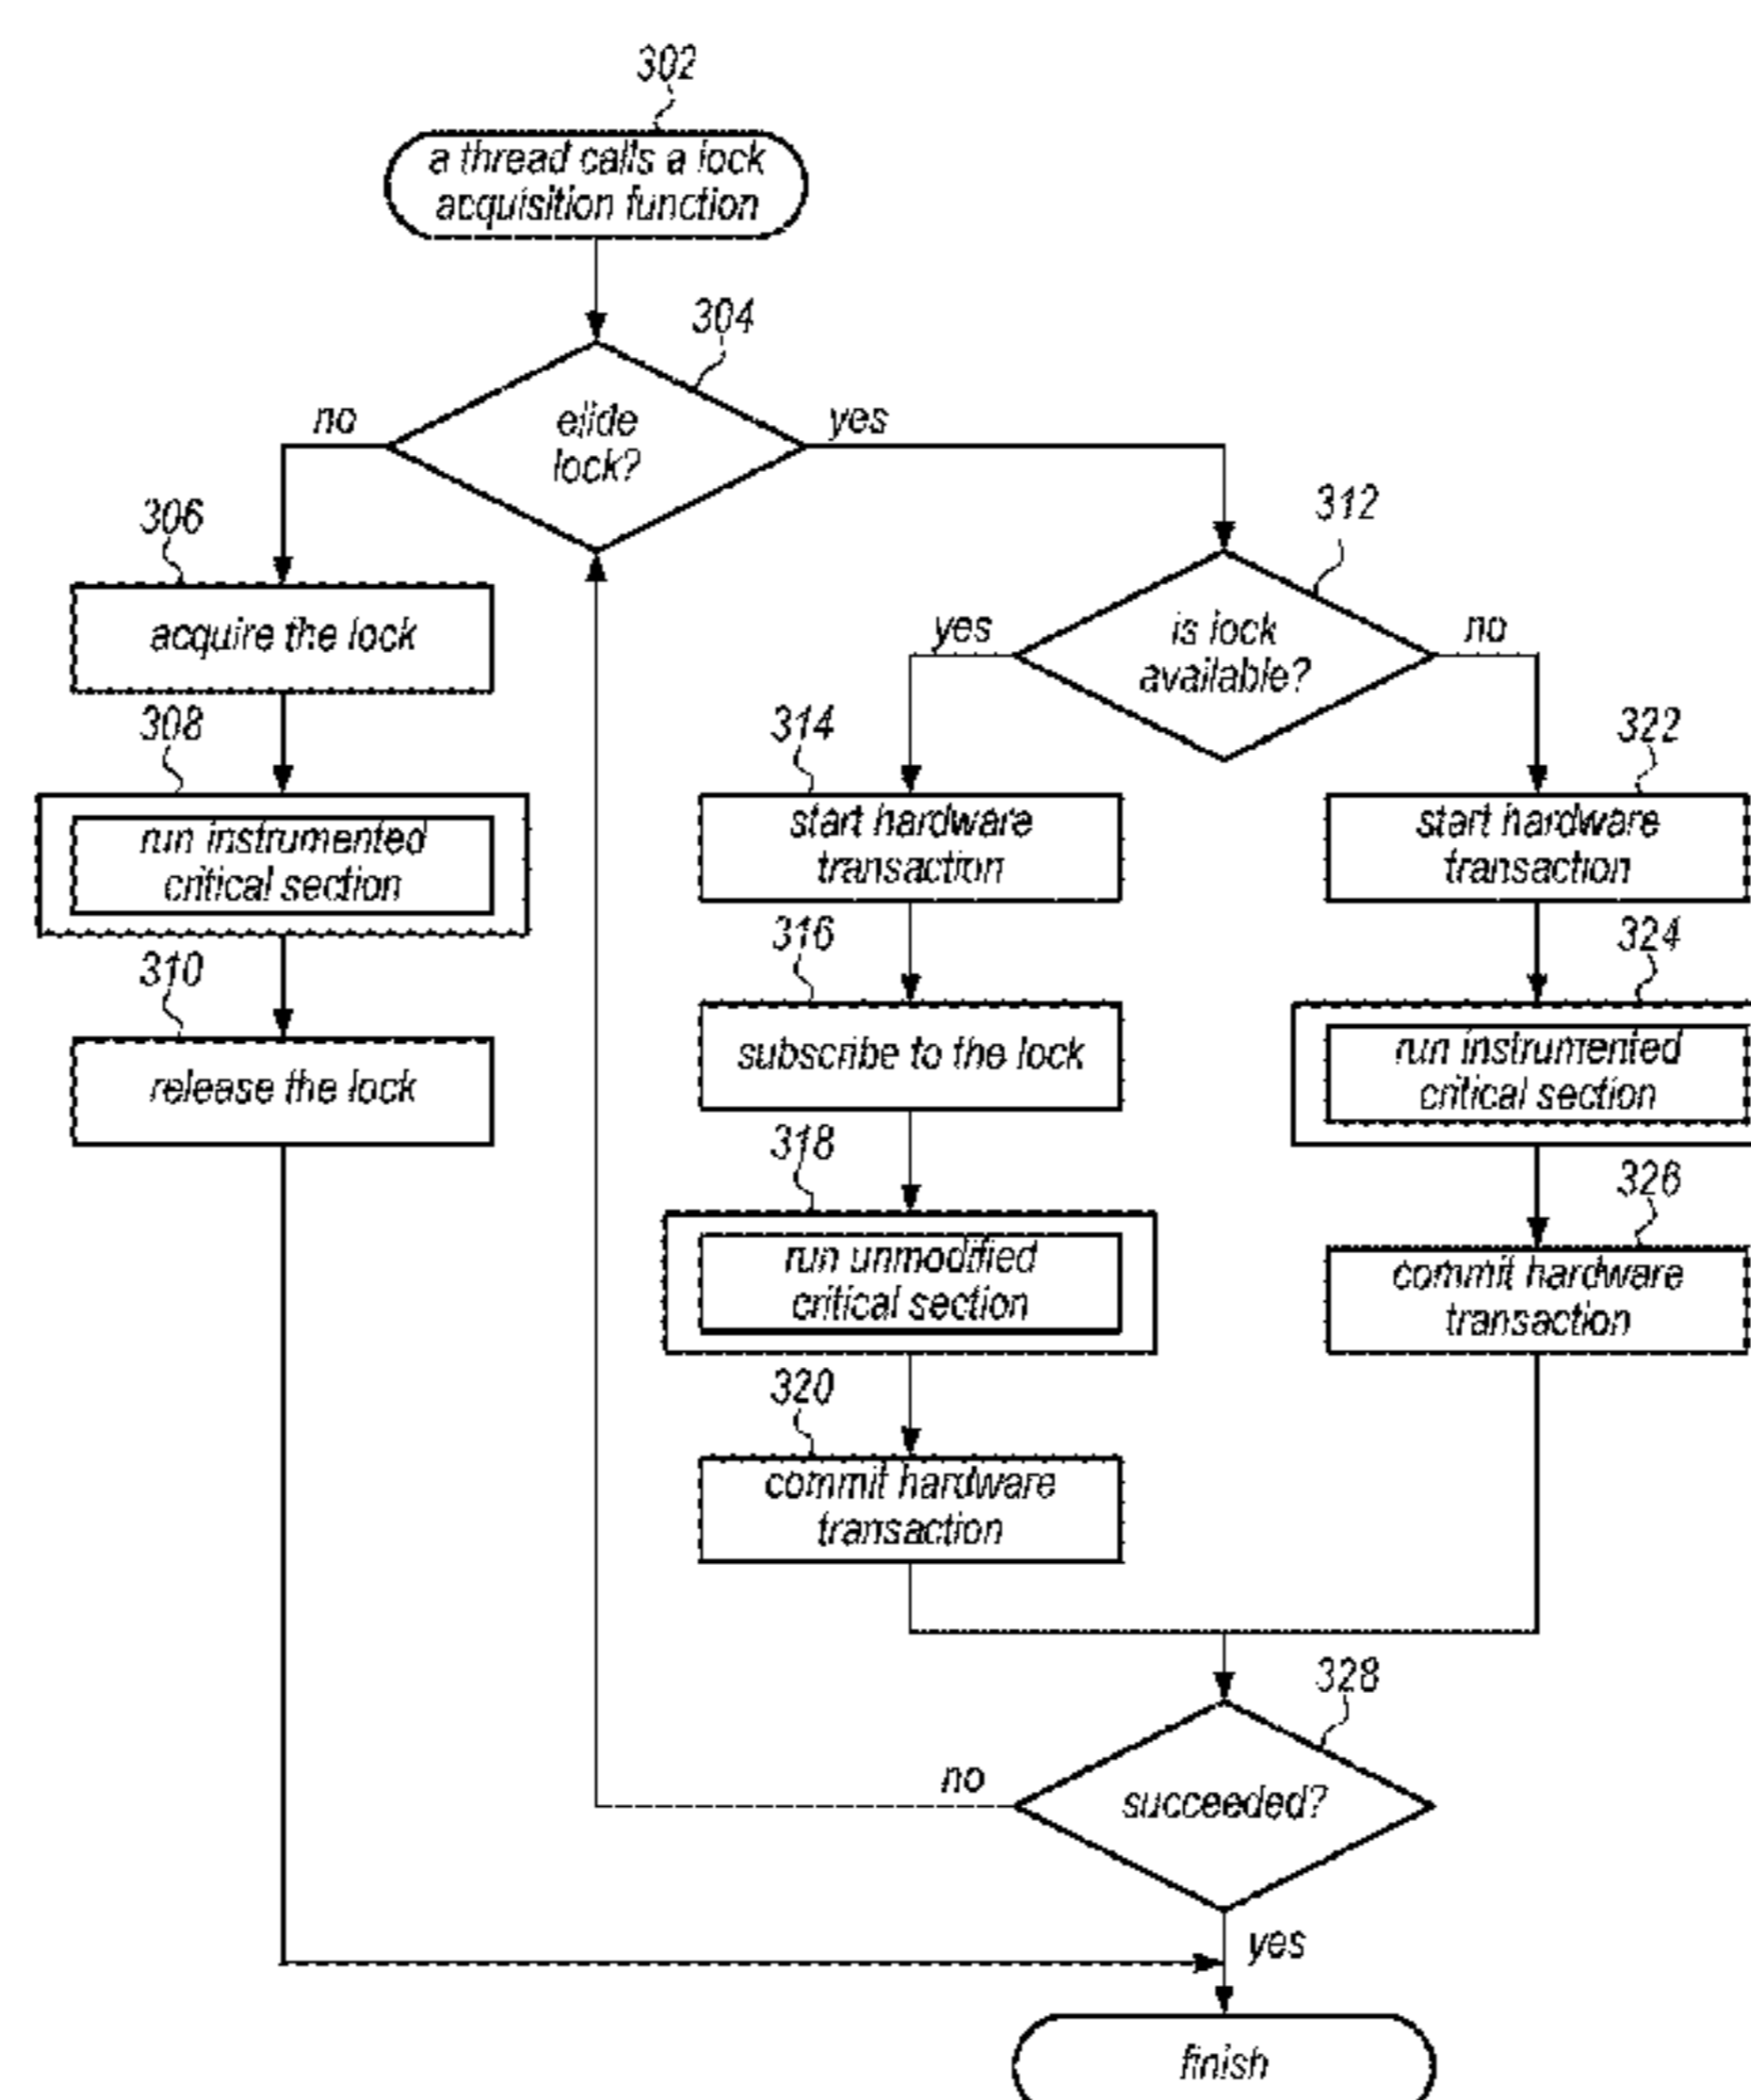 302
a thread calls a lock
acquisition function
304
no
elide
lock?
yes
306
acquire the lock
308
run instrumented
critical section
310
release the lock
312
yes
is lock
available?
no
314
start hardware
transaction
316
subscribe to the lock
318
run unmodified
critical section
320
commit hardware
transaction
322
start hardware
transaction
324
run instrumented
critical section
326
commit hardware
transaction
328
no
succeeded?
yes
finish